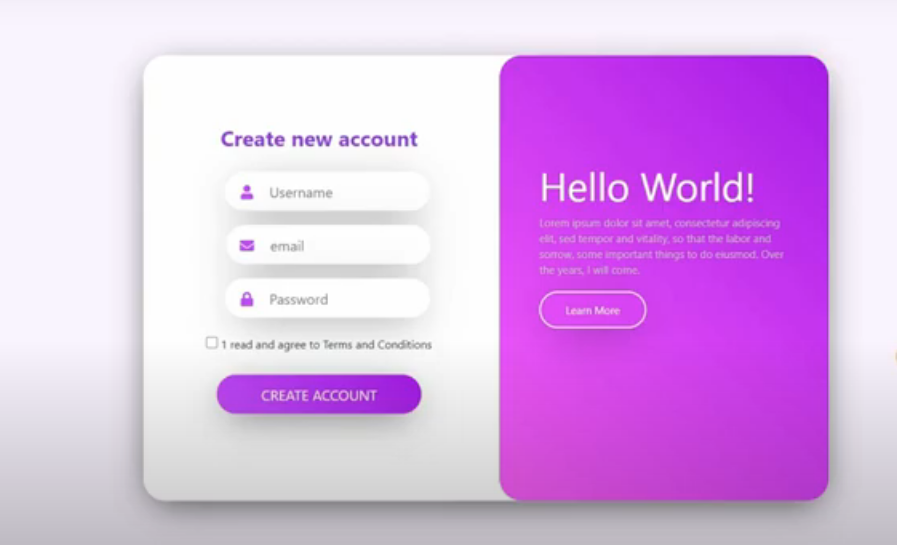 Create new account
Username
email
Password
1 read and agree to Terms and Conditions
CREATE ACCOUNT
Hello World!
Lorem ipsum dolor sit amet, consectetur adipiscing
elit, sed tempor and vitality, so that the labor and
sorrow, some important things to do eiusmod. Over
the years, I will come.
Learn More